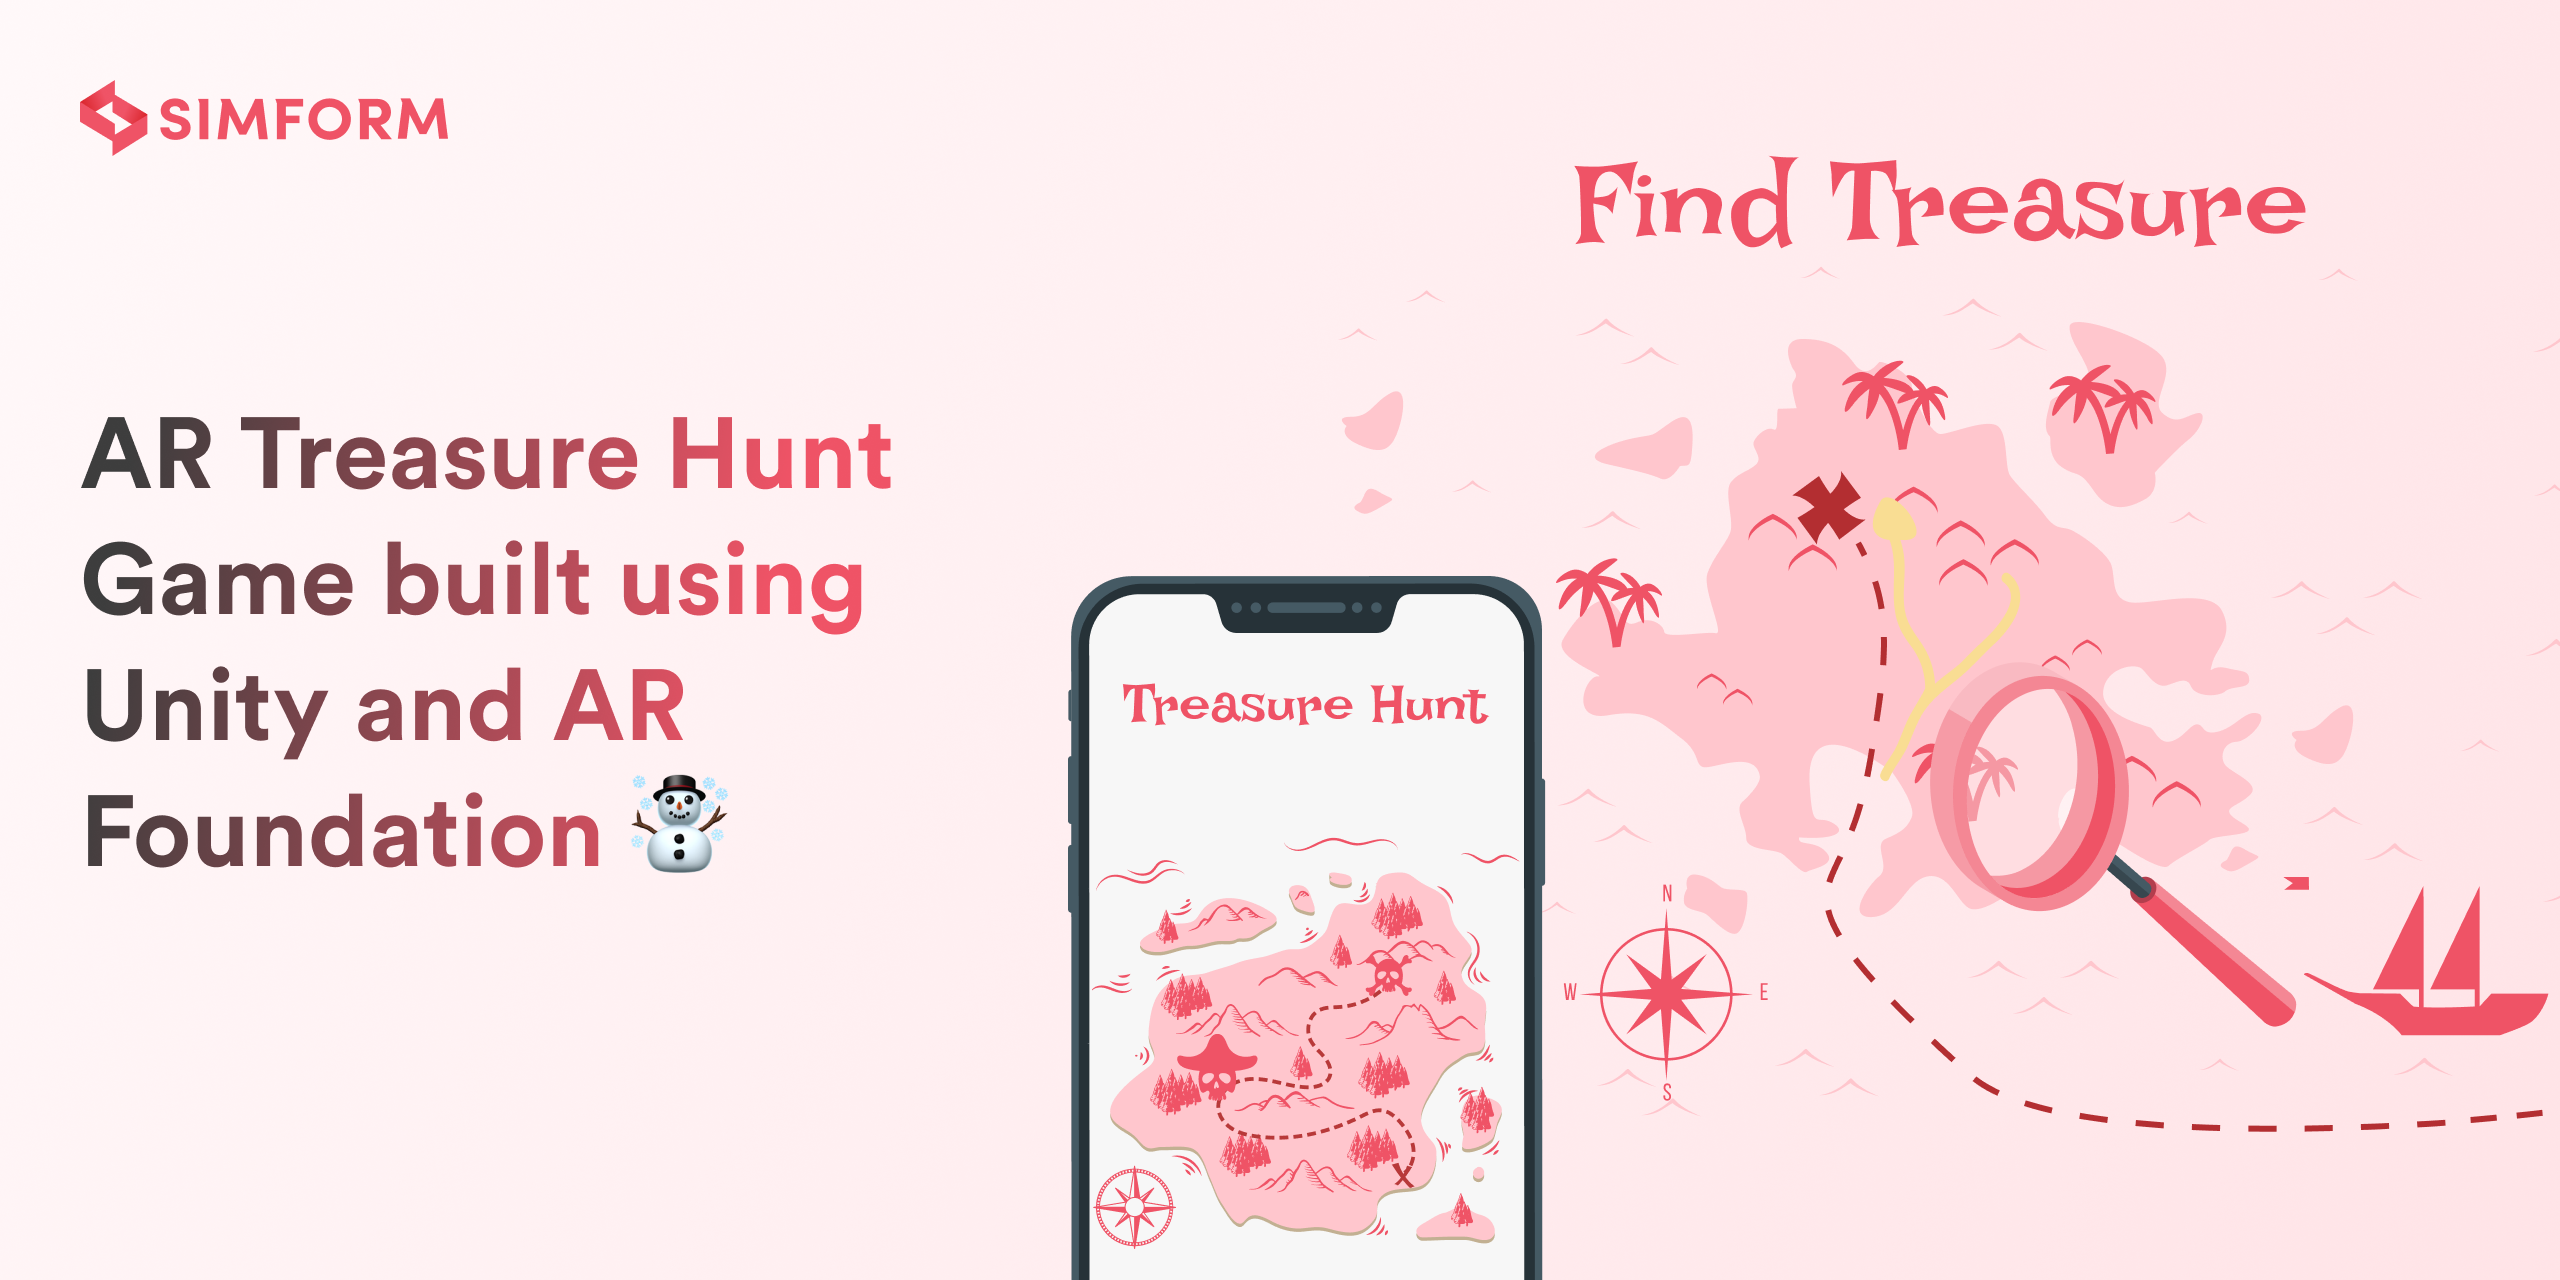 SIMFORM
Find Treasure
AR Treasure Hunt
Game built using
Unity and AR
Foundation ☃️
Treasure Hunt
N
W
E
S
X